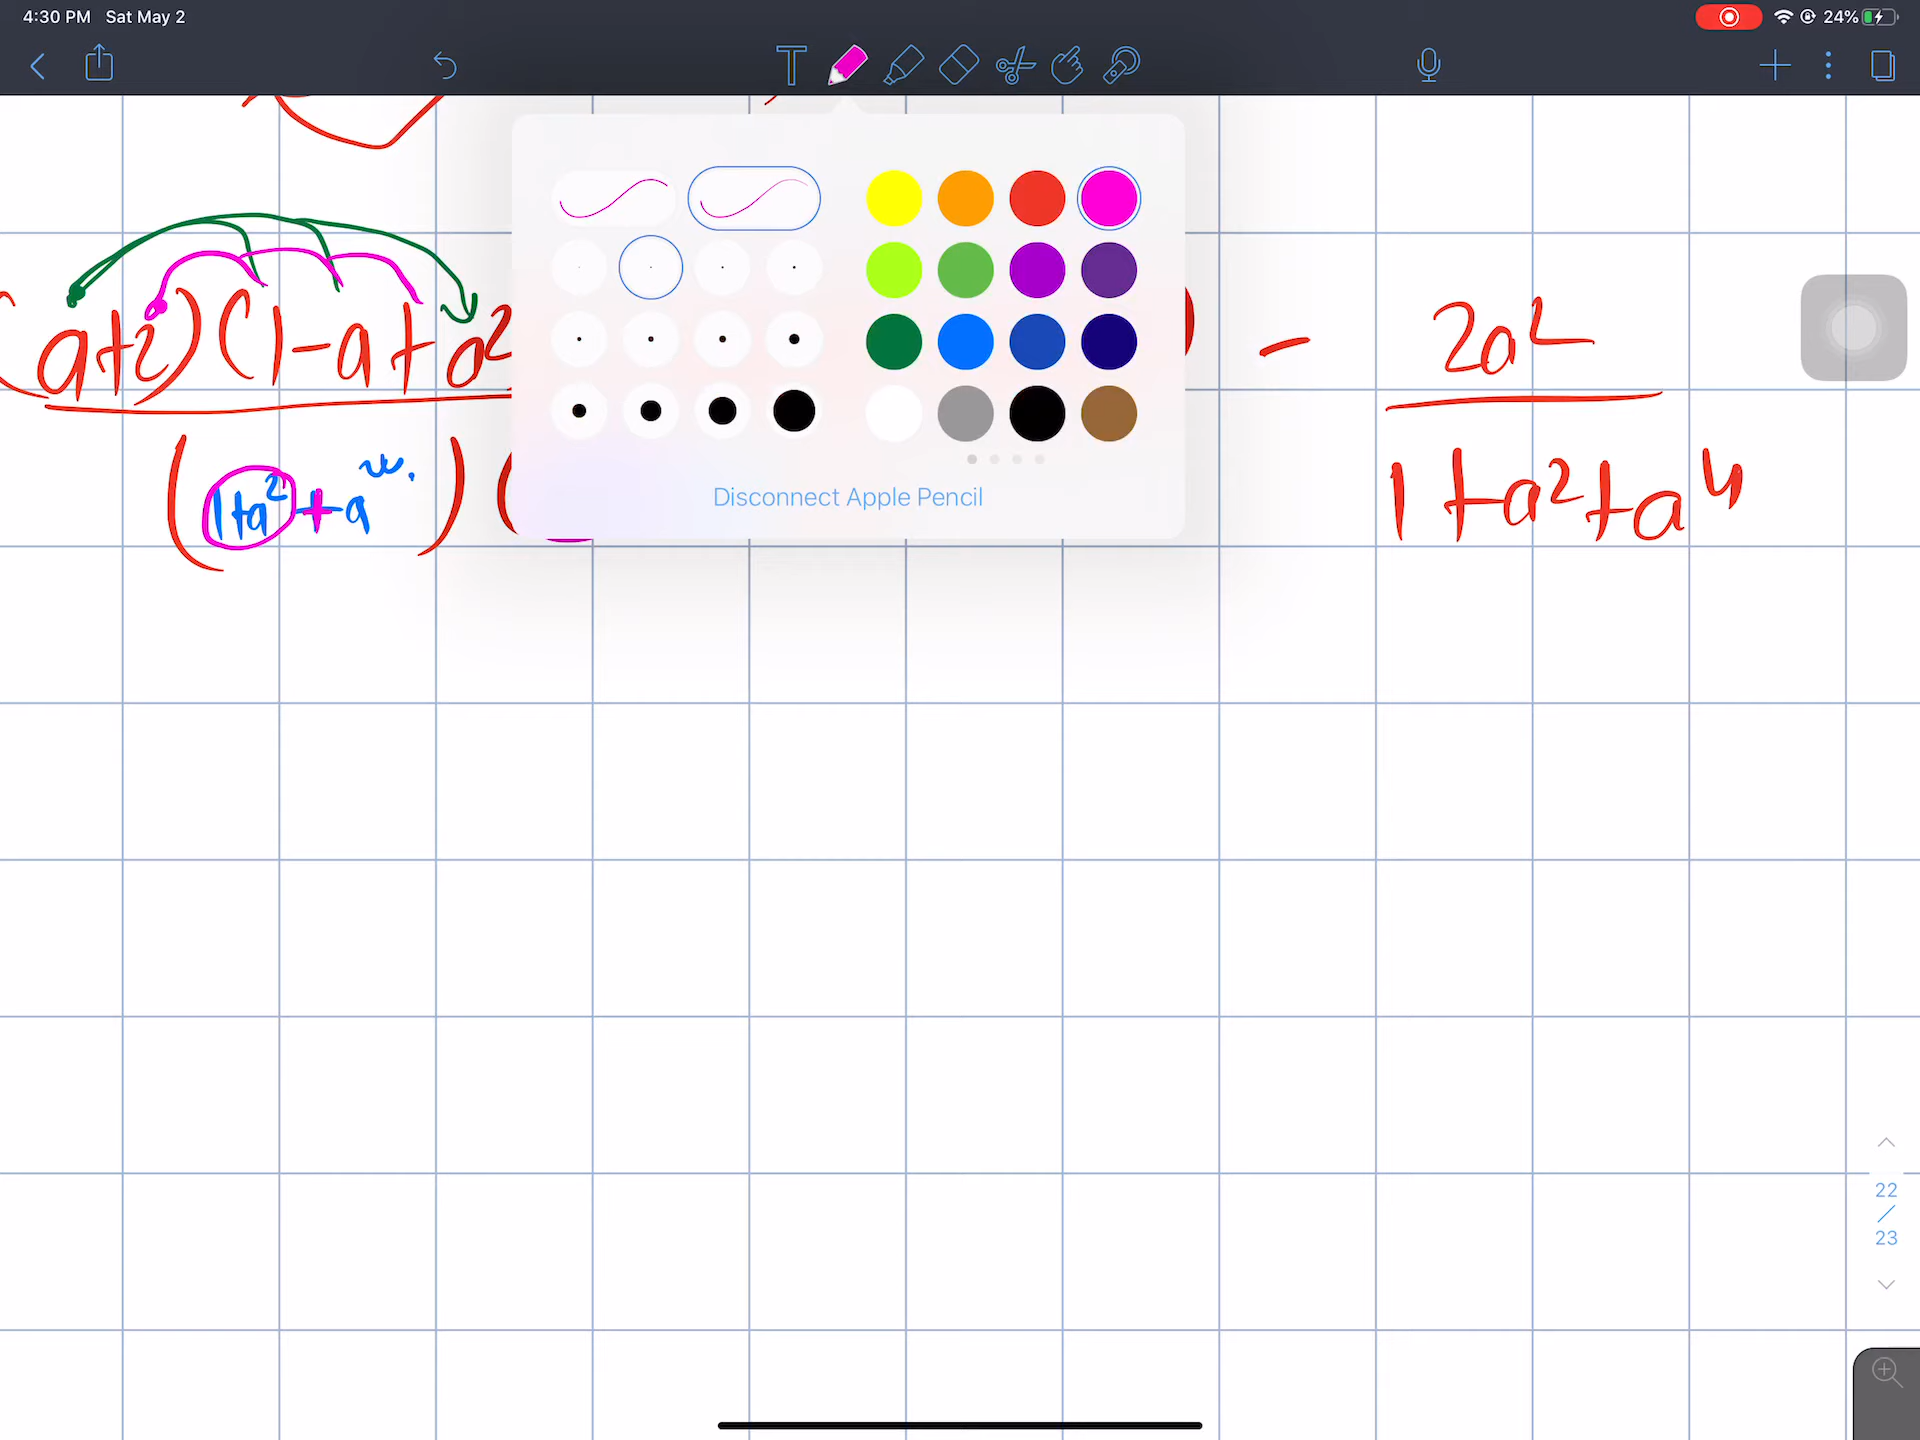 4:30 PM Sat May 2
24%
(a+2)(1-a+a²
- 2a²
(1+a²+a
)(
1+a²+a⁴
Disconnect Apple Pencil
22
/
23